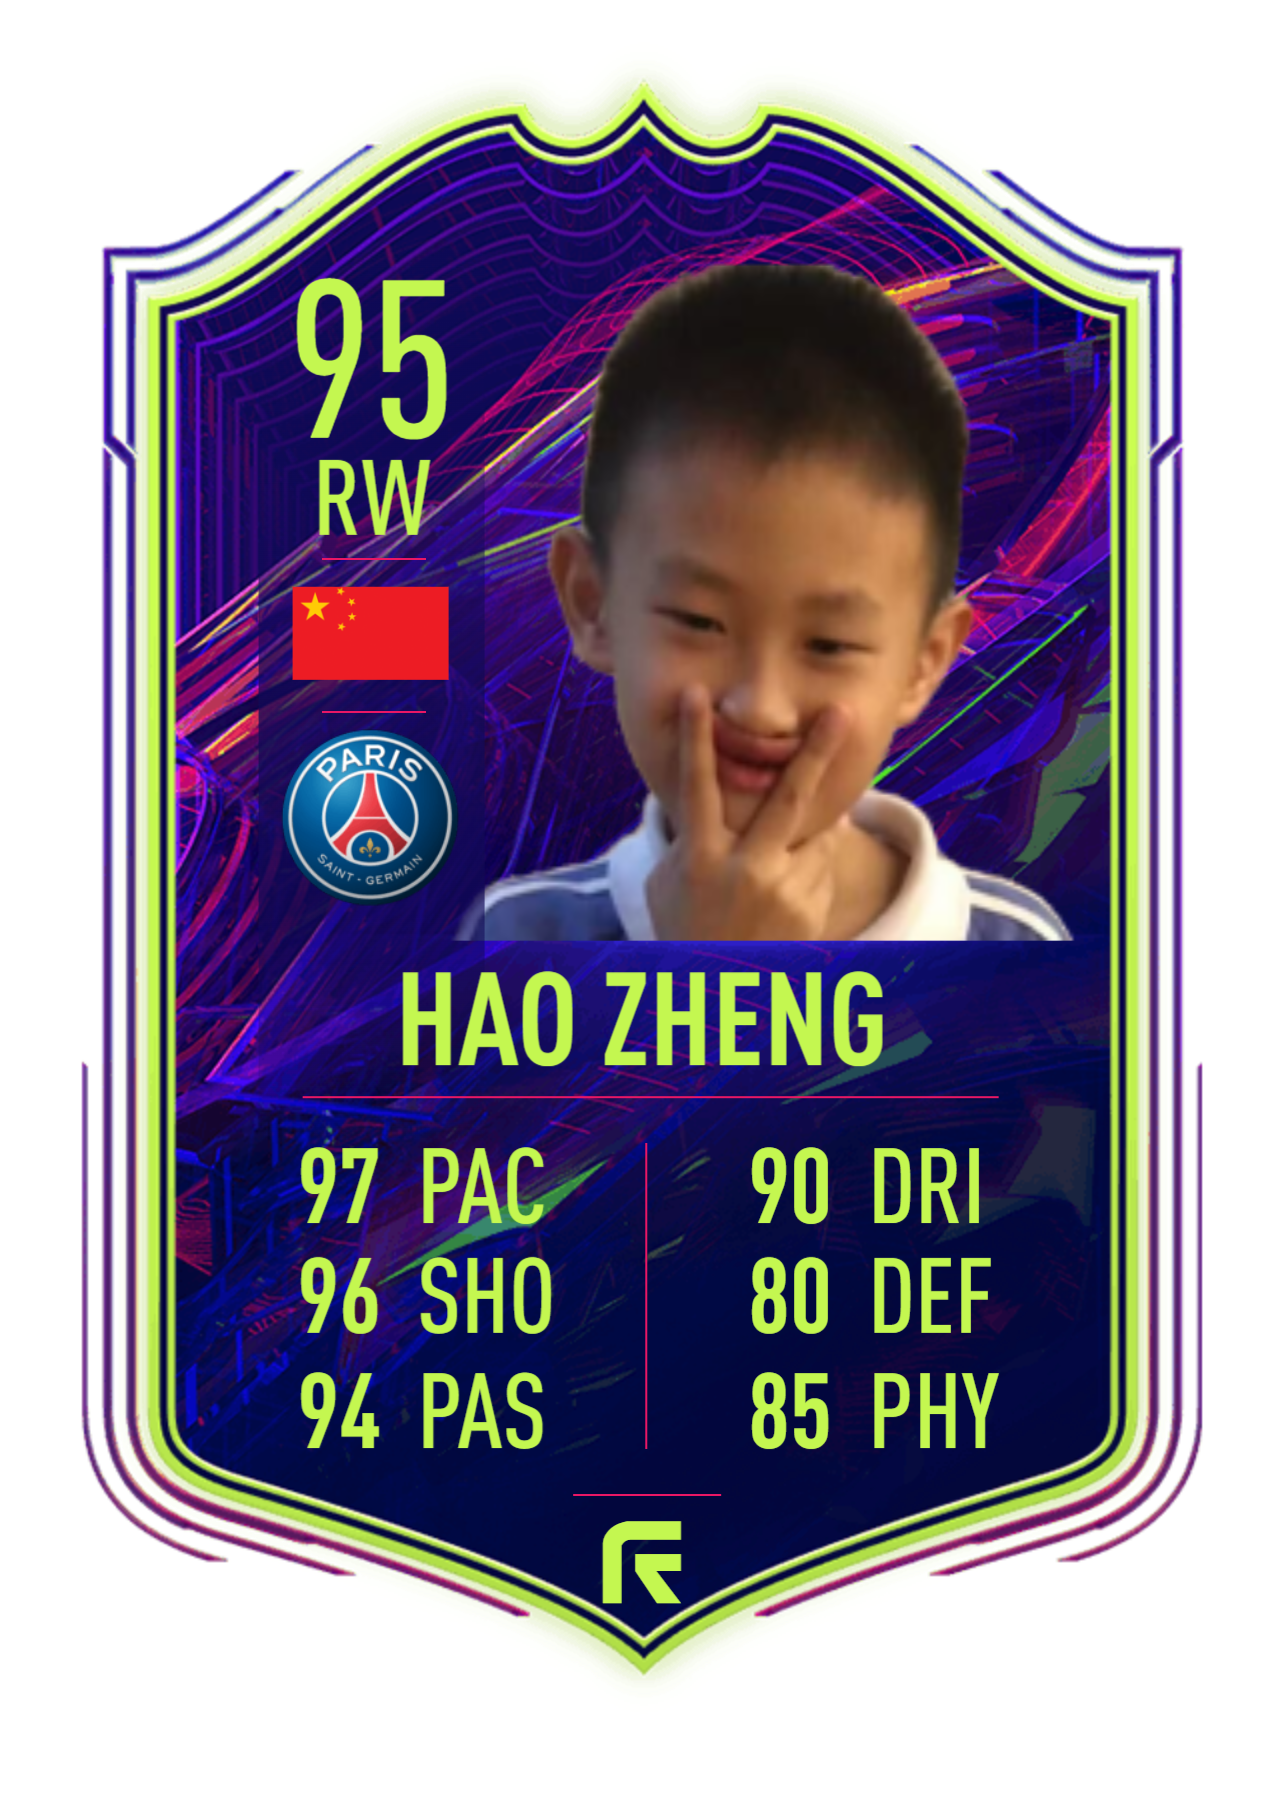 95
RW
PARIS
SAINT - GERMAIN
HAO ZHENG
97 PAC
96 SHO
94 PAS
90 DRI
80 DEF
85 PHY